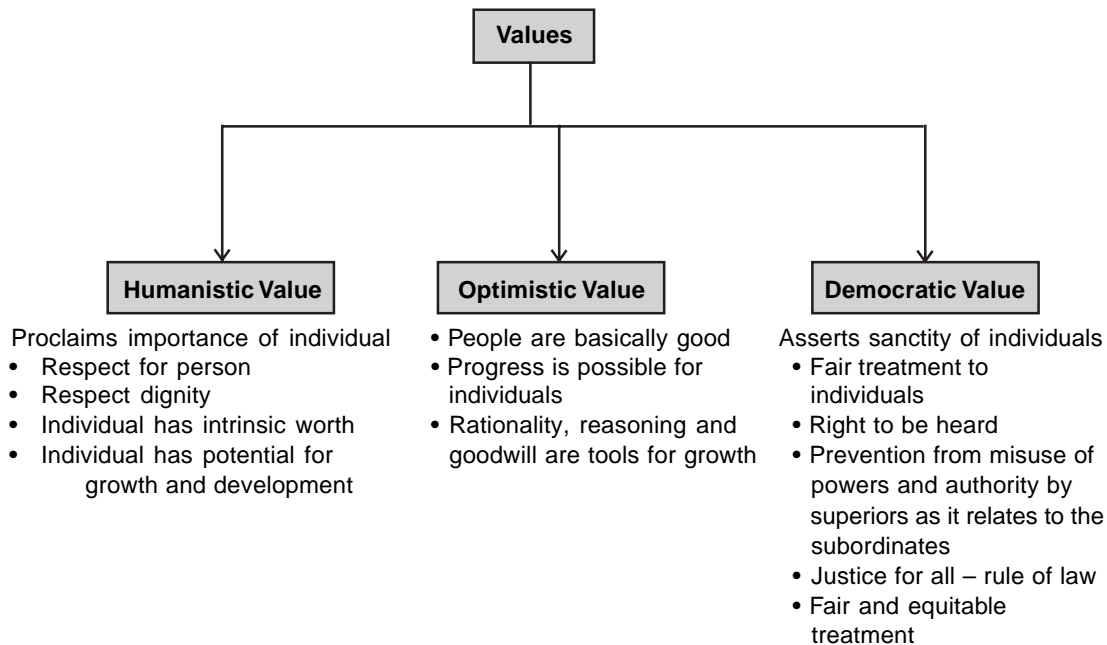 Values
Humanistic Value
Proclaims importance of individual
• Respect for person
• Respect dignity
• Individual has intrinsic worth
• Individual has potential for
growth and development
Optimistic Value
• People are basically good
• Progress is possible for
individuals
• Rationality, reasoning and
goodwill are tools for growth
Democratic Value
Asserts sanctity of individuals
• Fair treatment to
individuals
• Right to be heard
• Prevention from misuse of
powers and authority by
superiors as it relates to the
subordinates
• Justice for all – rule of law
• Fair and equitable
treatment